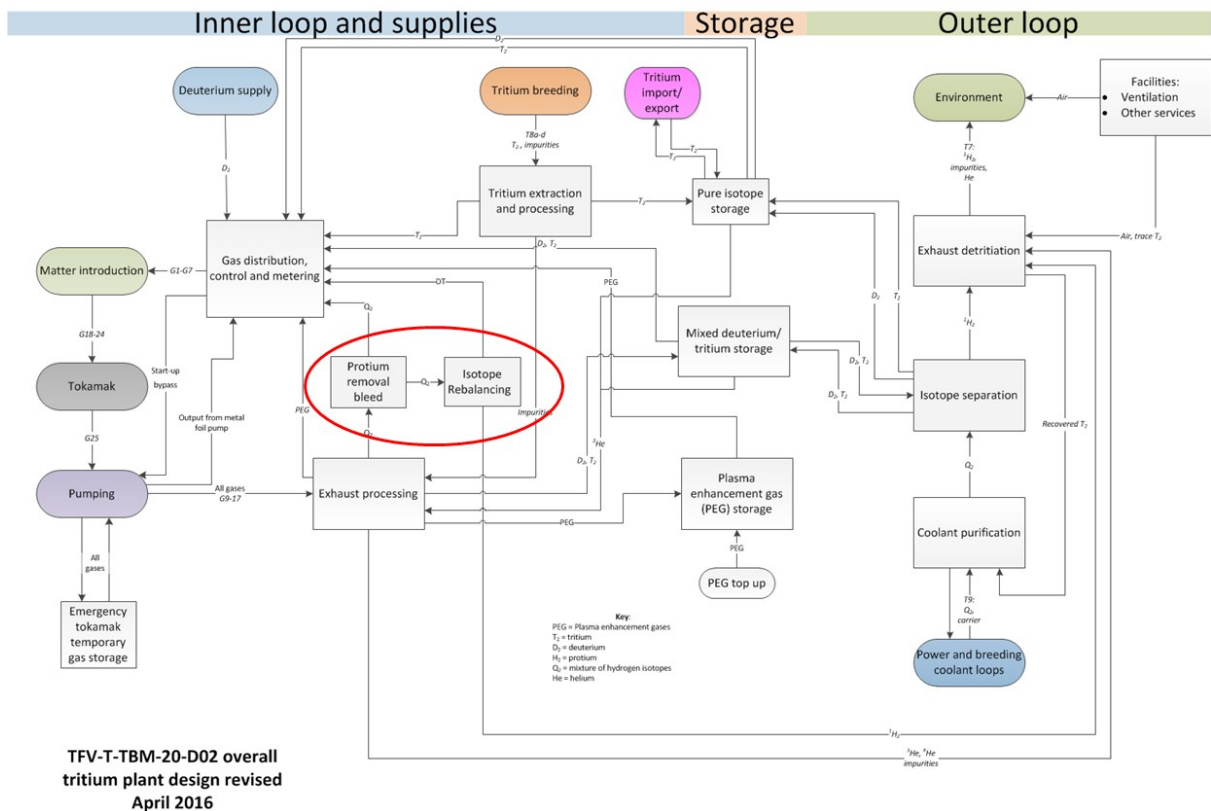 Inner loop and supplies
Storage
Outer loop
D₂
T₂
Deuterium supply
Tritium breeding
Tritium
import/
export
Environment
Air
Facilities:
• Ventilation
• Other services
T8a-d
T₂ , impurities
T₂
T₂
T7:
¹H₂,
impurities,
He
D₂
Tritium extraction
and processing
T₂
Pure isotope
storage
Gas distribution,
control and metering
T₂
D₂, T₂
Air, trace T₂
Exhaust detritiation
Matter introduction
G1-G7
DT
PEG
D₂
T₂
Q₂
¹H₂
G18-24
Mixed deuterium/
tritium storage
Start-up
bypass
Protium
removal
bleed
Q₂
Isotope
Rebalancing
D₂, T₂
D₂, T₂
Isotope separation
Tokamak
PEG
Output from metal
foil pump
Impurities
Recovered T₂
G25
Q₂
³He
D₂, T₂
Q₂
Pumping
All gases
G9-17
Exhaust processing
PEG
Plasma
enhancement gas
(PEG) storage
Coolant purification
All
gases
PEG
PEG top up
T9:
Q₂,
carrier
Emergency
tokamak
temporary
gas storage
Key:
PEG = Plasma enhancement gases
T₂ = tritium
D₂ = deuterium
H₂ = protium
Q₂ = mixture of hydrogen isotopes
He = helium
Power and breeding
coolant loops
¹H₂
³He, ⁴He
impurities
TFV-T-TBM-20-D02 overall
tritium plant design revised
April 2016